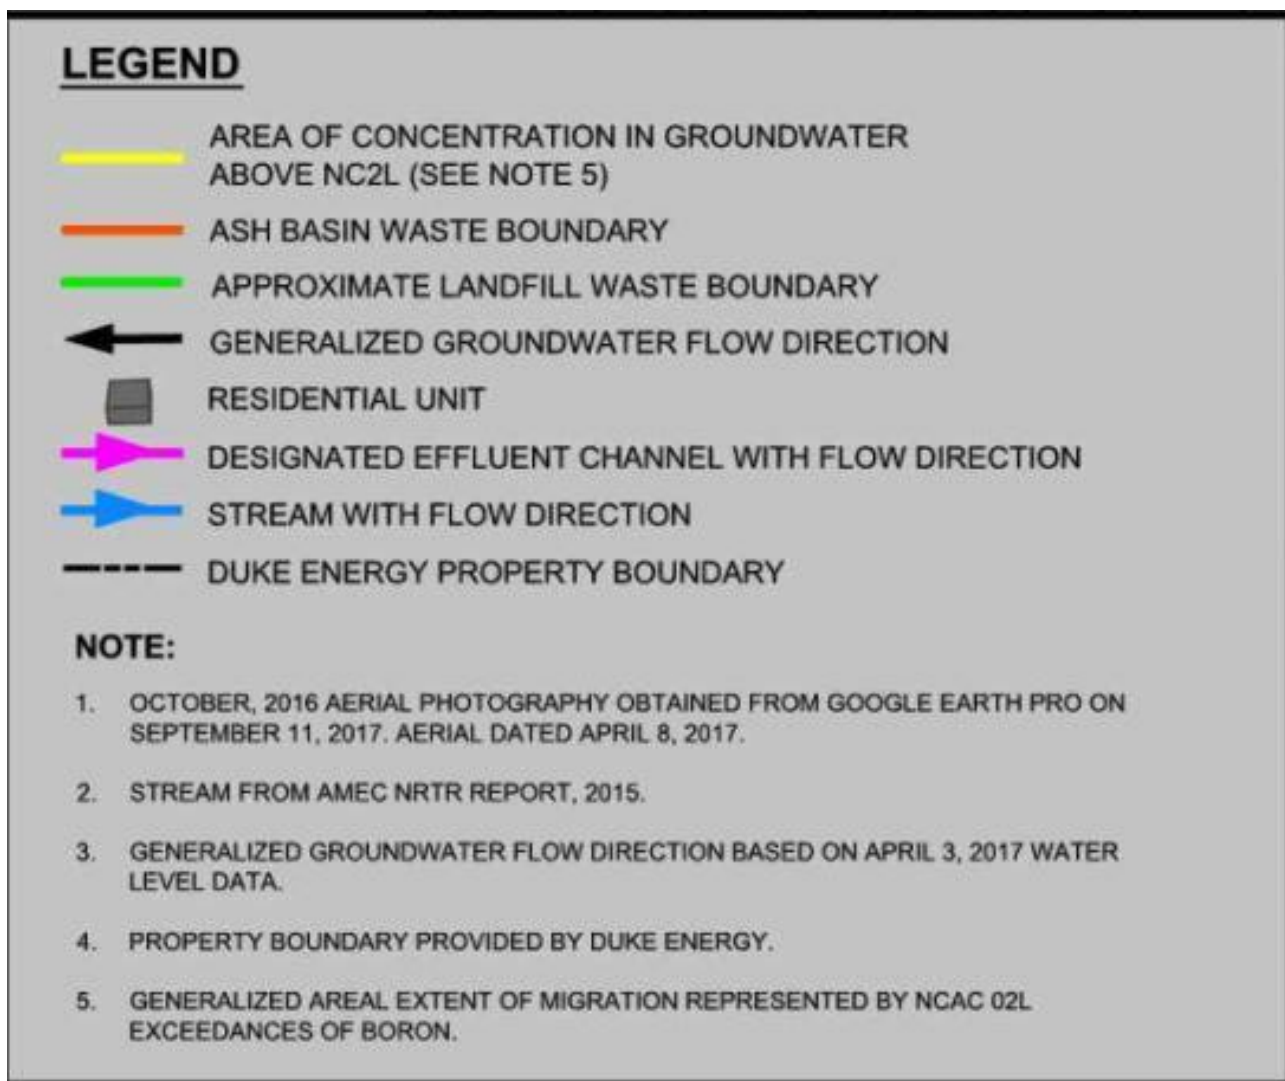 LEGEND
AREA OF CONCENTRATION IN GROUNDWATER
ABOVE NC2L (SEE NOTE 5)
ASH BASIN WASTE BOUNDARY
APPROXIMATE LANDFILL WASTE BOUNDARY
GENERALIZED GROUNDWATER FLOW DIRECTION
RESIDENTIAL UNIT
DESIGNATED EFFLUENT CHANNEL WITH FLOW DIRECTION
STREAM WITH FLOW DIRECTION
DUKE ENERGY PROPERTY BOUNDARY
NOTE:
1. OCTOBER, 2016 AERIAL PHOTOGRAPHY OBTAINED FROM GOOGLE EARTH PRO ON
SEPTEMBER 11, 2017. AERIAL DATED APRIL 8, 2017.
2. STREAM FROM AMEC NRTR REPORT, 2015.
3. GENERALIZED GROUNDWATER FLOW DIRECTION BASED ON APRIL 3, 2017 WATER
LEVEL DATA.
4. PROPERTY BOUNDARY PROVIDED BY DUKE ENERGY.
5. GENERALIZED AREAL EXTENT OF MIGRATION REPRESENTED BY NCAC 02L
EXCEEDANCES OF BORON.